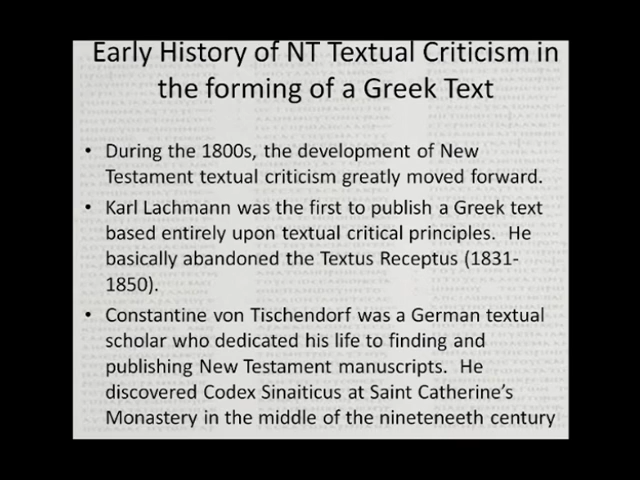 Early History of NT Textual Criticism in
the forming of a Greek Text
• During the 1800s, the development of New
Testament textual criticism greatly moved forward.
• Karl Lachmann was the first to publish a Greek text
based entirely upon textual critical principles. He
basically abandoned the Textus Receptus (1831-
1850).
• Constantine von Tischendorf was a German textual
scholar who dedicated his life to finding and
publishing New Testament manuscripts. He
discovered Codex Sinaiticus at Saint Catherine's
Monastery in the middle of the nineteneeth century